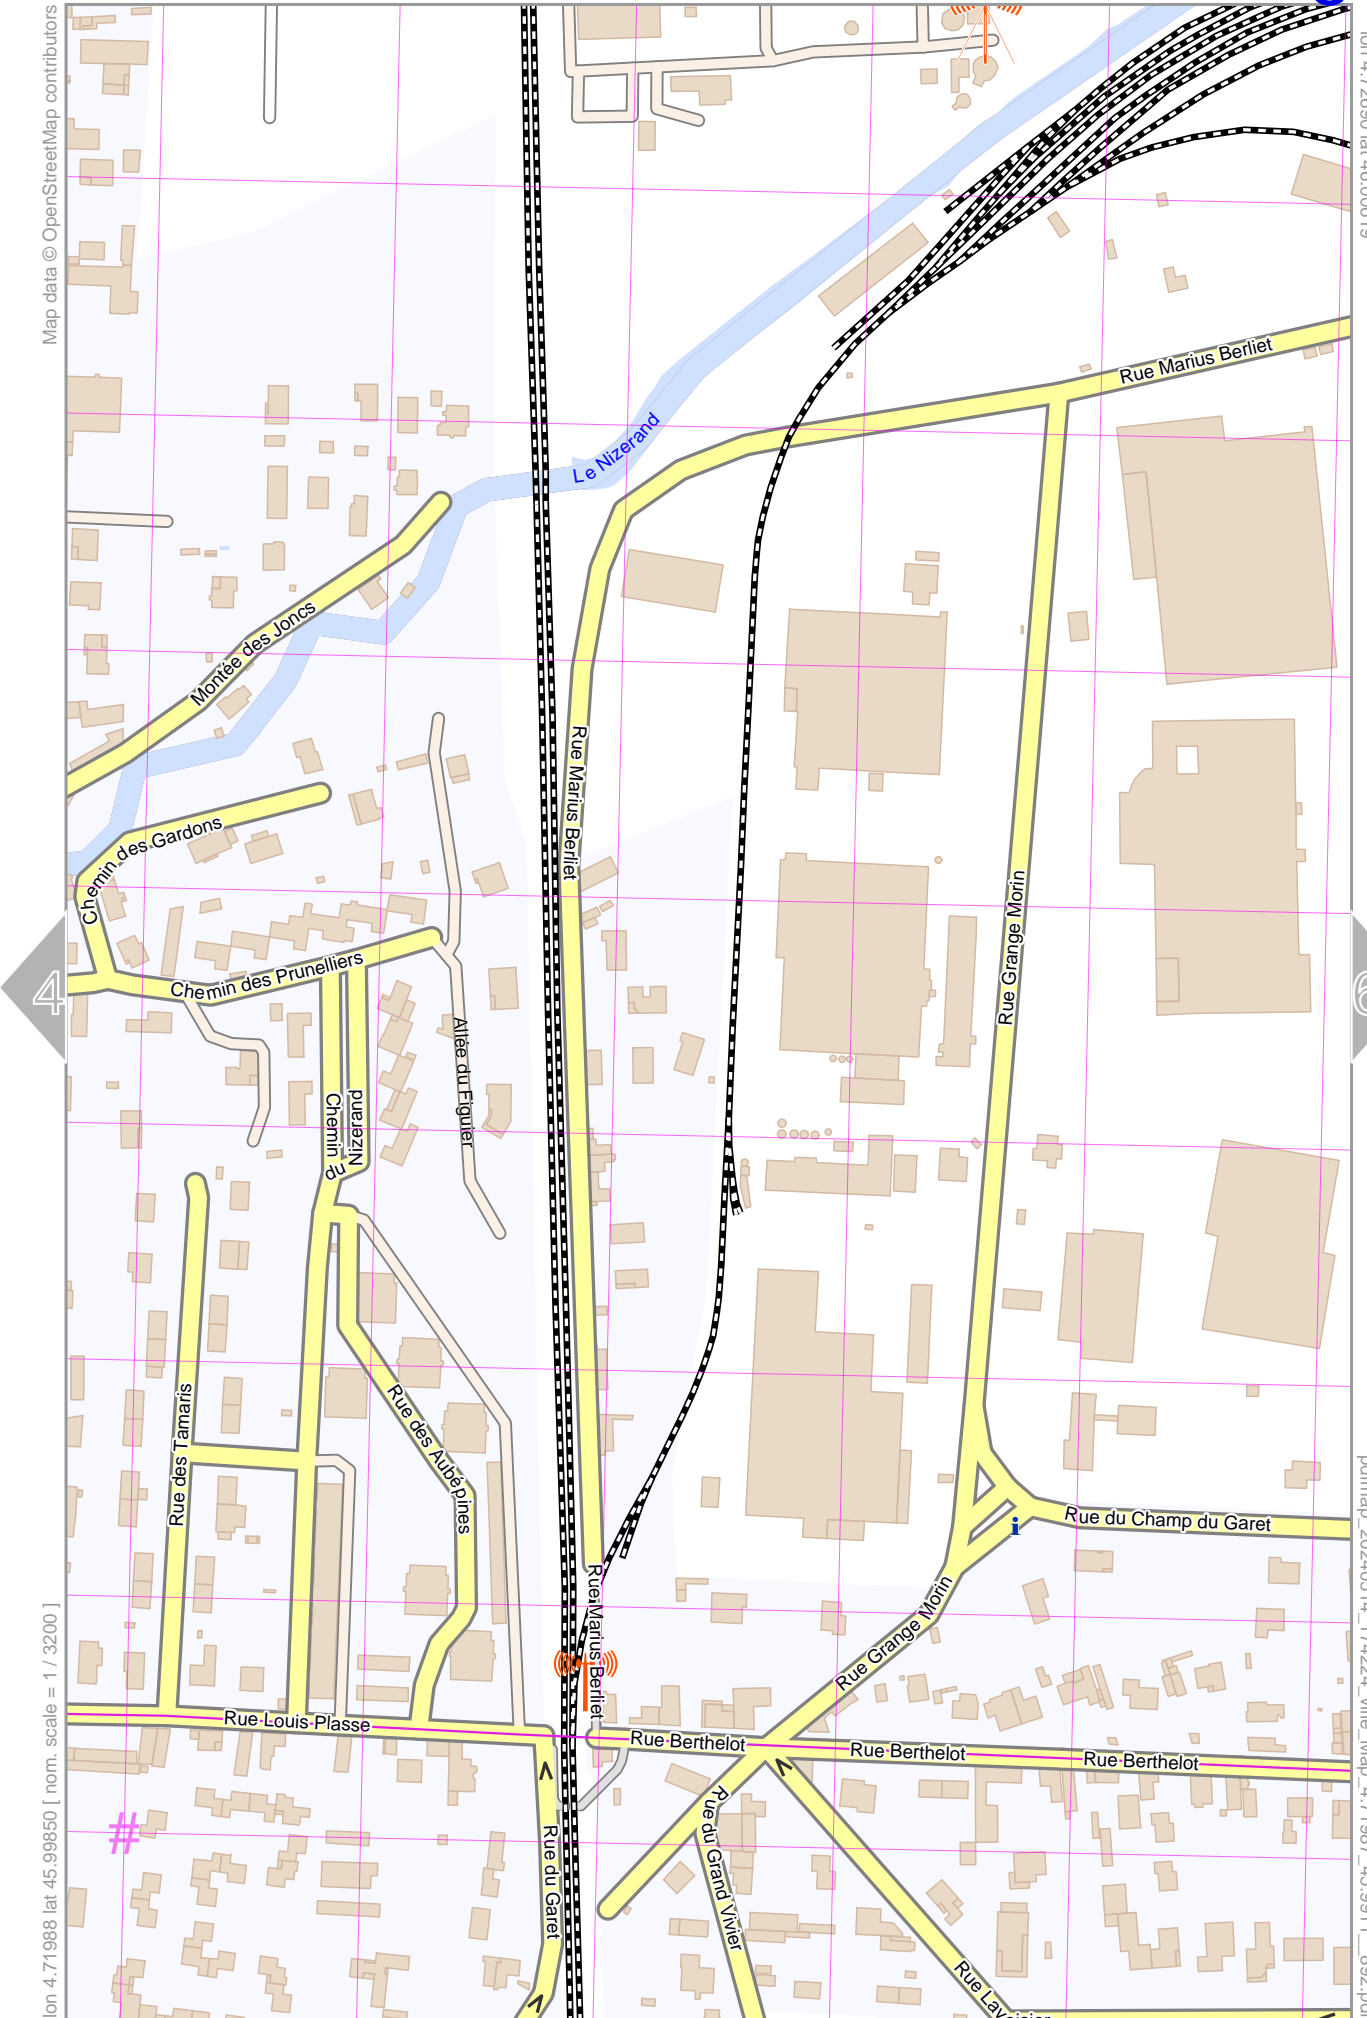 Map data © OpenStreetMap contributors
Rue Marius Berliet
Le Nizerand
Montée des Joncs
Rue Marius Berliet
Chemin des Gardons
Rue Grange Morin
Chemin des Prunelliers
4
Allée du Figuier
Chemin du Nizerand
Rue des Tamaris
Rue des Aubépines
Rue du Champ du Garet
i
Rue Marius Berliet
Rue Grange Morin
Rue Louis Plasse
Rue Berthelot
Rue Berthelot
Rue Berthelot
#
Rue du Garet
Rue du Grand Vivier
Rue Lavoisier
lon 4.71988 lat 45.99850 [ nom. scale = 1 / 3200 ]